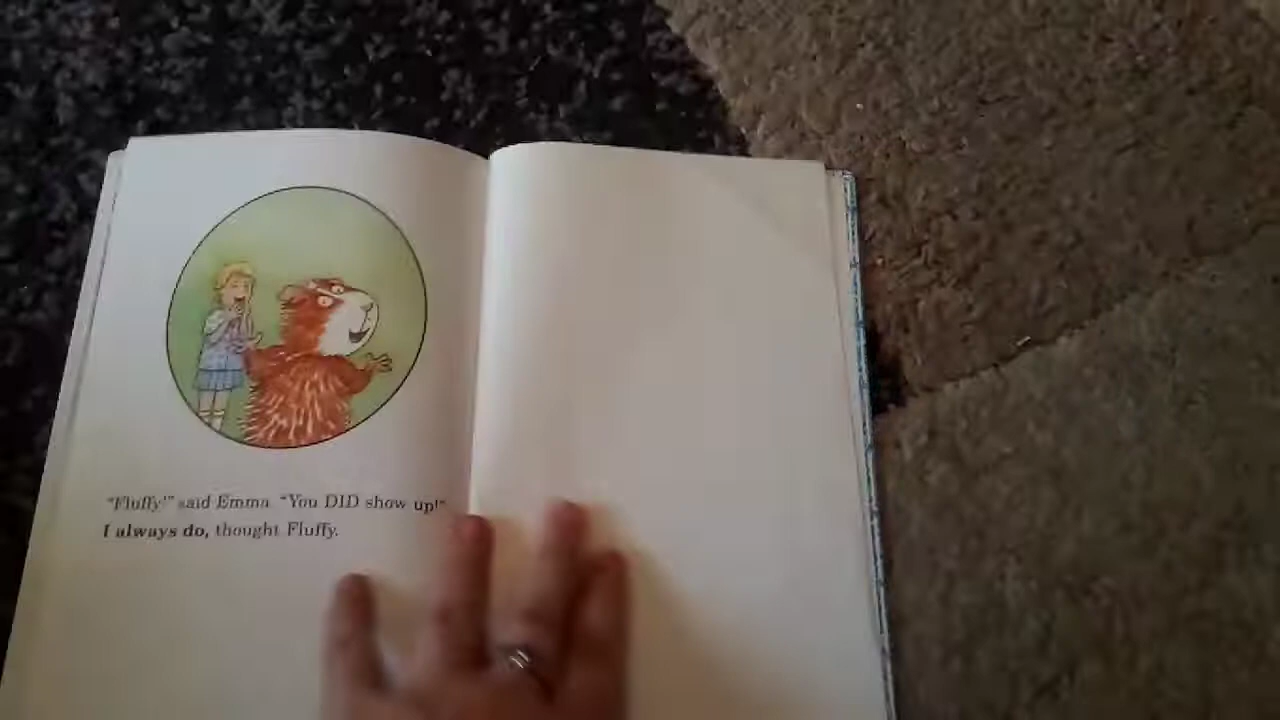 "Fluffy!" said Emma. "You DID show up!"
I always do, thought Fluffy.